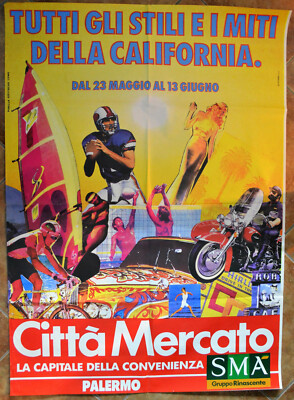 TUTTI GLI STILI E I MITI
DELLA CALIFORNIA.
DAL 23 MAGGIO AL 13 GIUGNO
Città Mercato
LA CAPITALE DELLA CONVENIENZA
SMA
Gruppo Rinascente
PALERMO